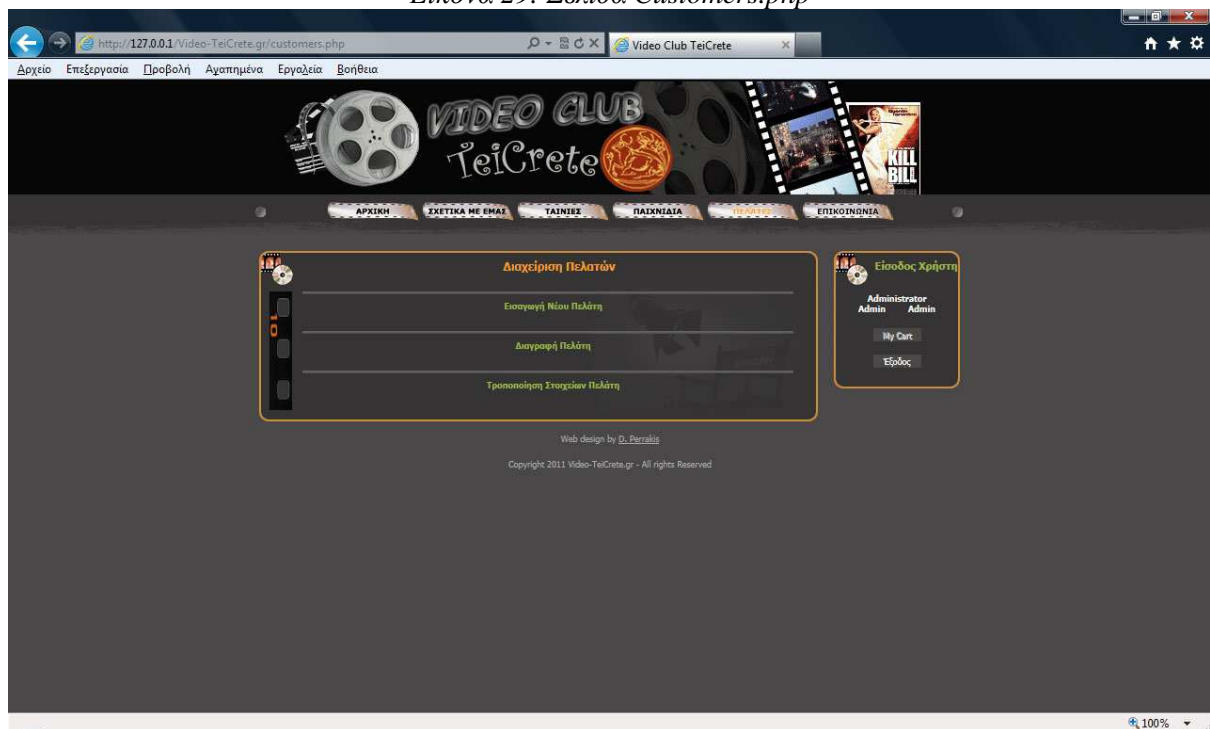 Εικόνα 29: Σελίδα Customers.php
http://127.0.0.1/Video-TeiCrete.gr/customers.php
Video Club TeiCrete
Αρχείο Επεξεργασία Προβολή Αγαπημένα Εργαλεία Βοήθεια
VIDEO CLUB
TeiCrete
KILL
BILL
ΑΡΧΙΚΗ ΣΧΕΤΙΚΑ ΜΕ ΕΜΑΣ ΤΑΙΝΙΕΣ ΠΑΙΧΝΙΔΙΑ ΠΕΛΑΤΕΣ ΕΠΙΚΟΙΝΩΝΙΑ
Διαχείριση Πελατών
Εισαγωγή Νέου Πελάτη
Διαγραφή Πελάτη
Τροποποίηση Στοιχείων Πελάτη
10
Είσοδος Χρήστη
Administrator
Admin Admin
My Cart
Έξοδος
Web design by D. Perrakis
Copyright 2011 Video-TeiCrete.gr - All rights Reserved
100%